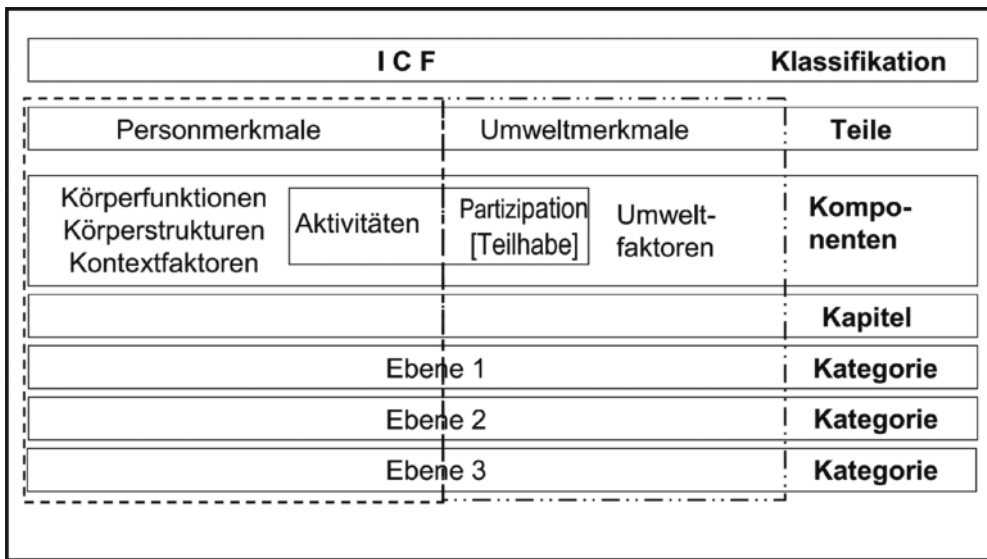 I C F Klassifikation
Personmerkmale Umweltmerkmale Teile
Körperfunktionen
Körperstrukturen
Kontextfaktoren
Aktivitäten
Partizipation
[Teilhabe]
Umwelt-
faktoren
Kompo-
nenten
Kapitel
Ebene 1 Kategorie
Ebene 2 Kategorie
Ebene 3 Kategorie